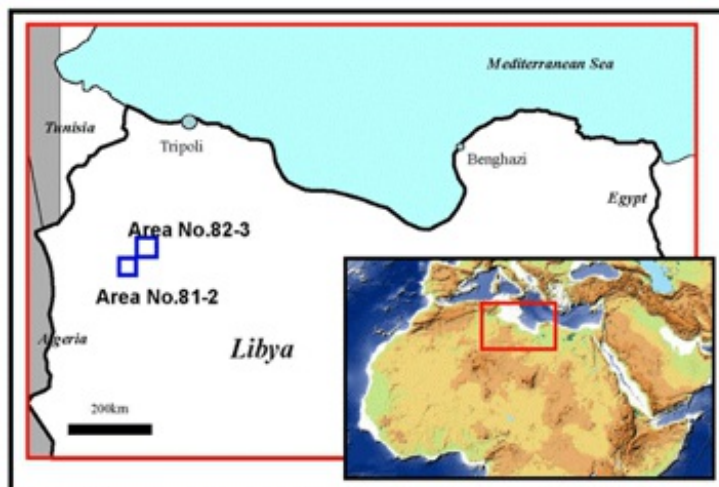 Mediterranean Sea
Tunisia
Tripoli
Benghazi
Egypt
Area No.82-3
Area No.81-2
Algeria
Libya
200km